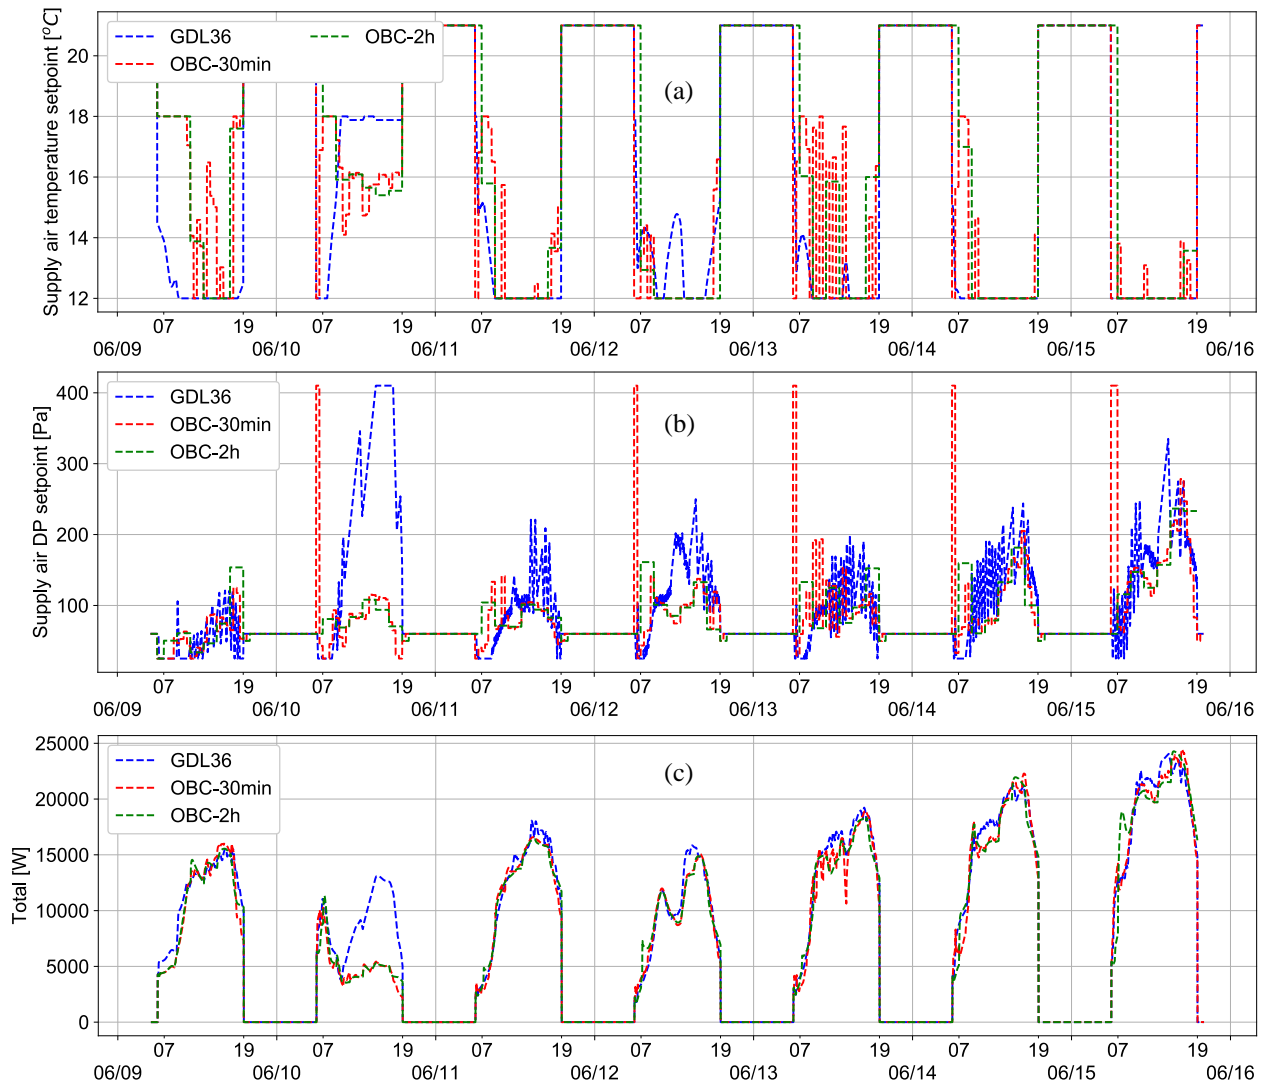 Supply air temperature setpoint [°C]
20
18
16
14
12
GDL36
OBC-30min
OBC-2h
(a)
07 19 07 19 07 19 07 19 07 19 07 19 07 19
06/09 06/10 06/11 06/12 06/13 06/14 06/15 06/16
Supply air DP setpoint [Pa]
400
300
200
100
GDL36
OBC-30min
OBC-2h
(b)
07 19 07 19 07 19 07 19 07 19 07 19 07 19
06/09 06/10 06/11 06/12 06/13 06/14 06/15 06/16
Total [W]
25000
20000
15000
10000
5000
0
GDL36
OBC-30min
OBC-2h
(c)
07 19 07 19 07 19 07 19 07 19 07 19 07 19
06/09 06/10 06/11 06/12 06/13 06/14 06/15 06/16